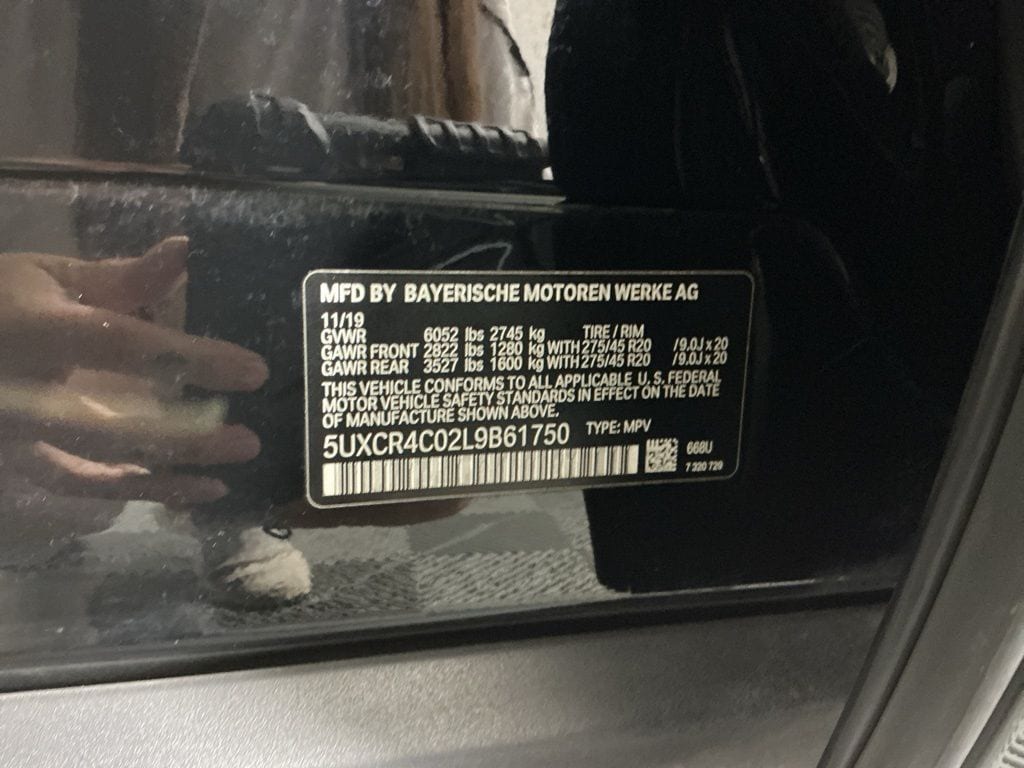 MFD BY BAYERISCHE MOTOREN WERKE AG
11/19
GVWR 6052 lbs 2745 kg TIRE / RIM
GAWR FRONT 2822 lbs 1280 kg WITH 275/45 R20 /9.0J x 20
GAWR REAR 3527 lbs 1600 kg WITH 275/45 R20 /9.0J x 20
THIS VEHICLE CONFORMS TO ALL APPLICABLE U. S. FEDERAL
MOTOR VEHICLE SAFETY STANDARDS IN EFFECT ON THE DATE
OF MANUFACTURE SHOWN ABOVE.
5UXCR4C02L9B61750 TYPE: MPV
668U
7 320 729